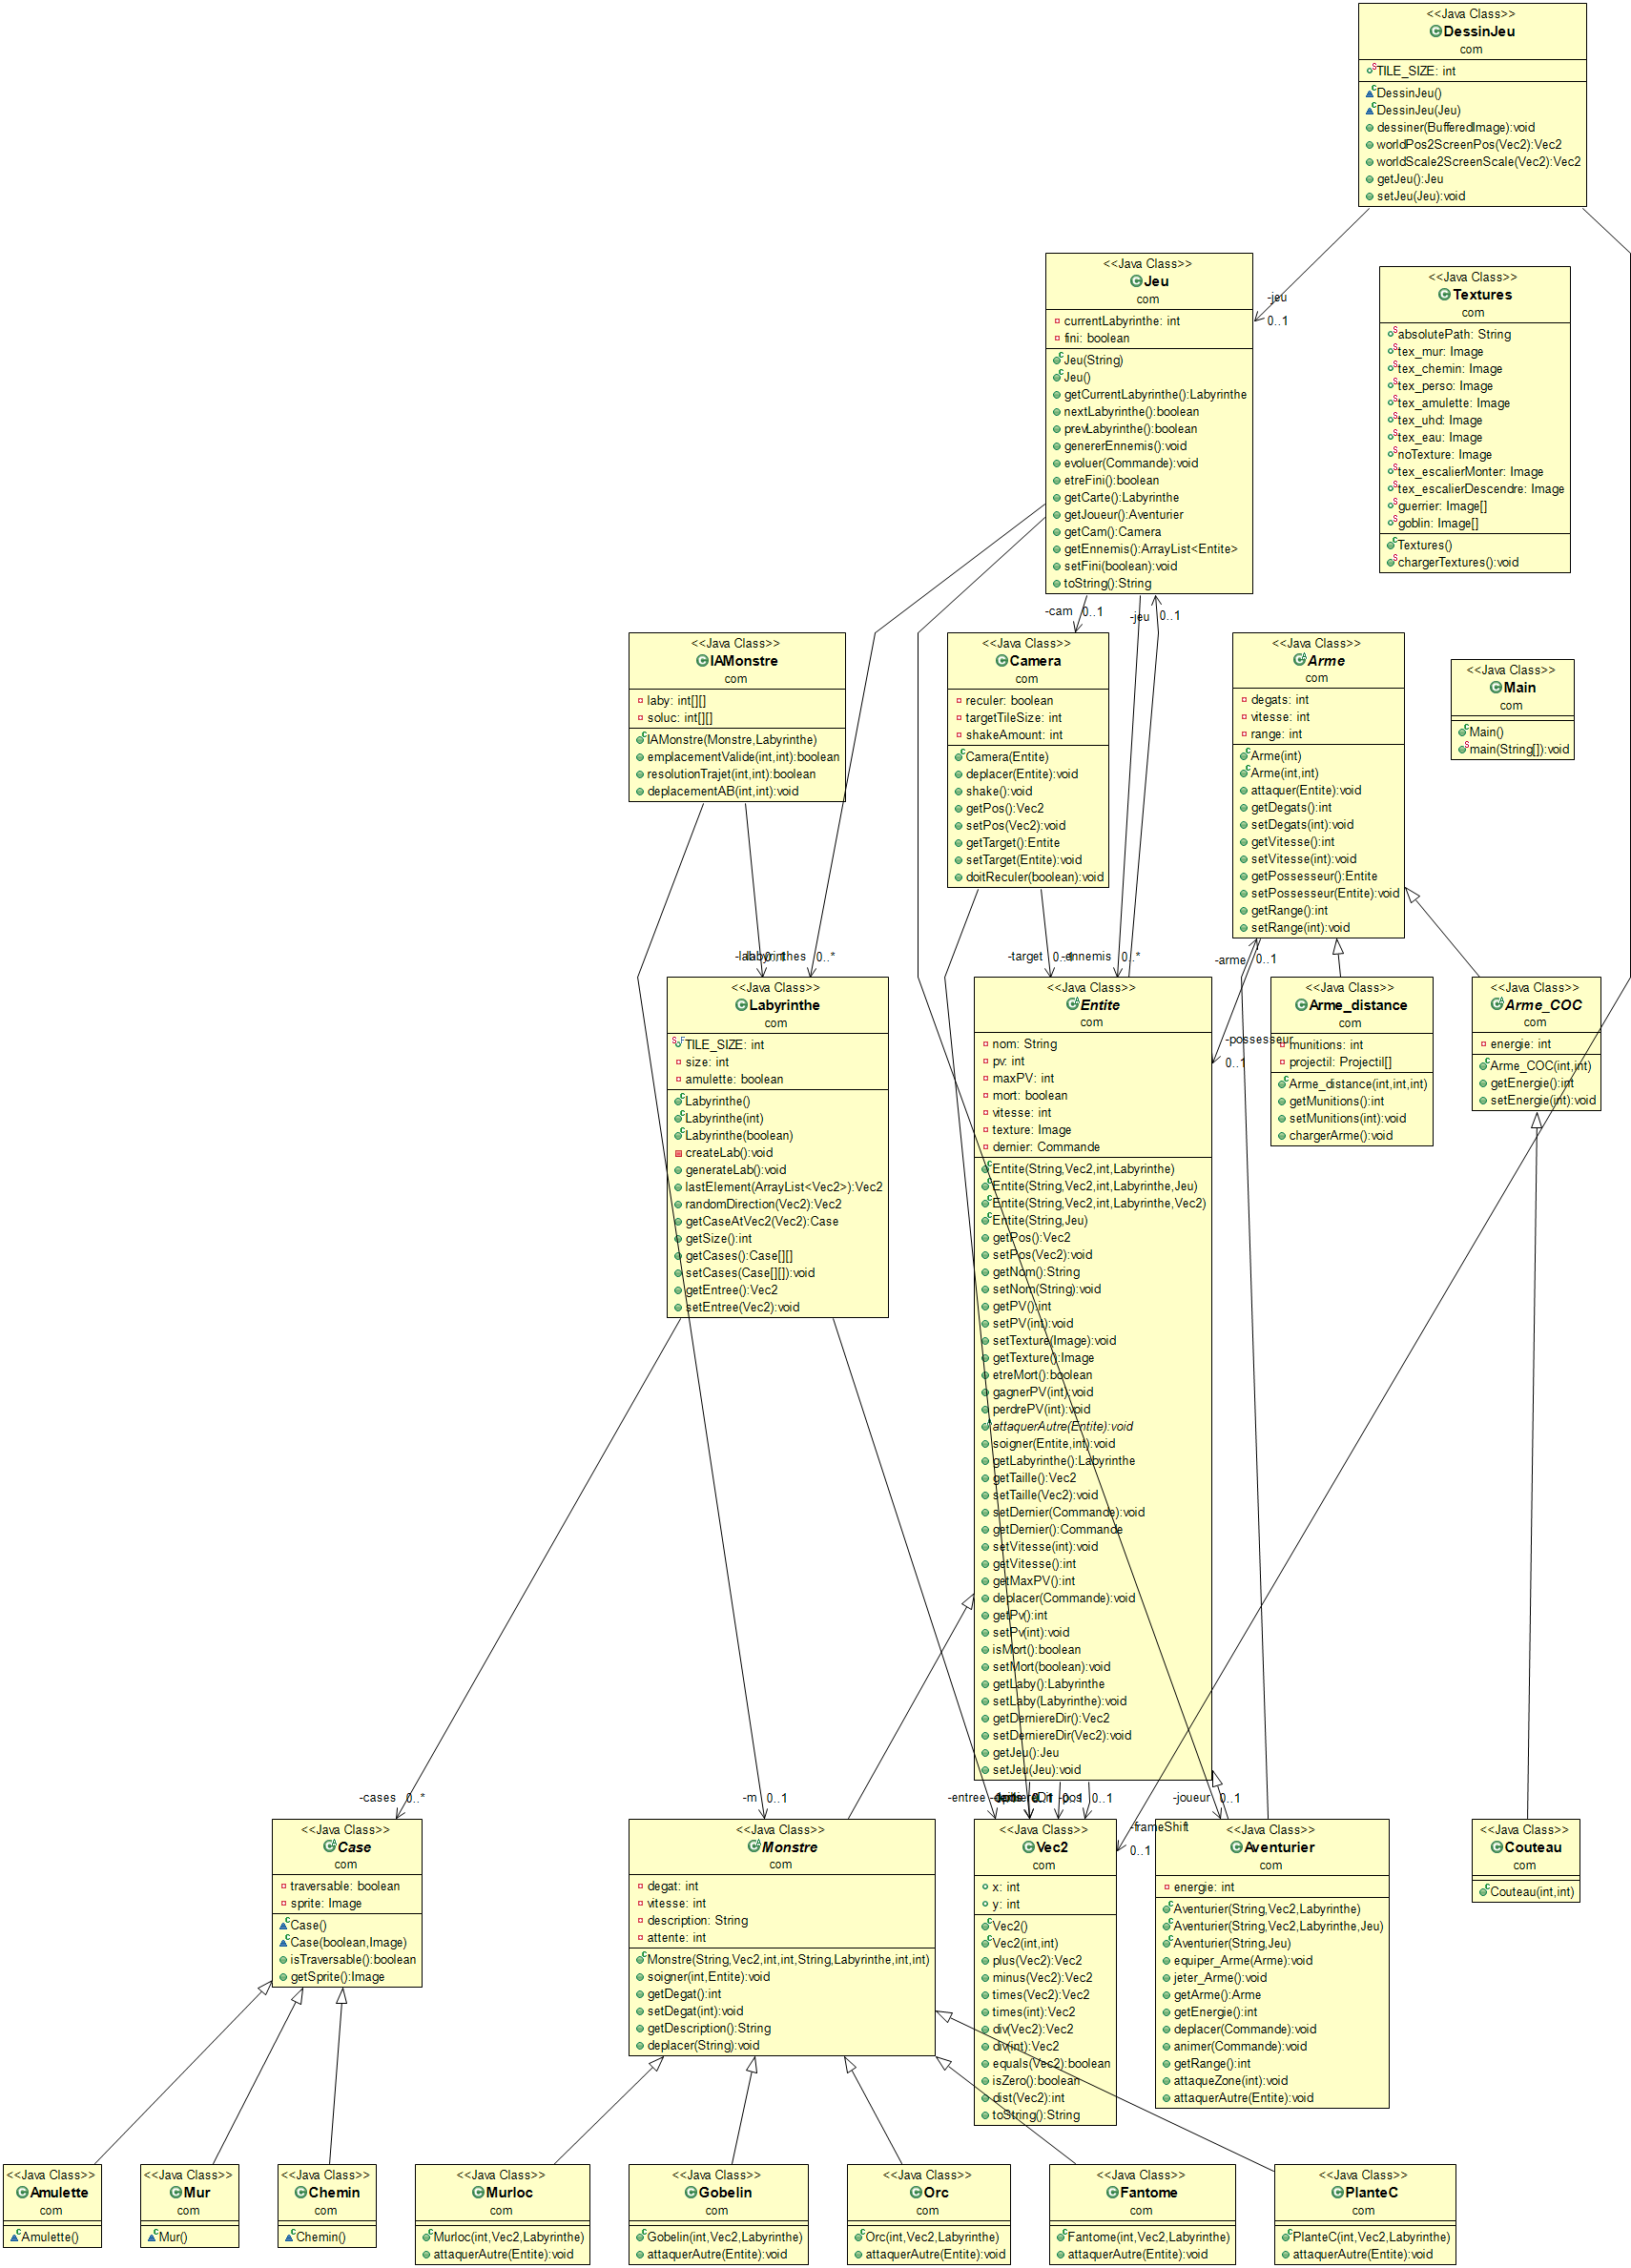 <<Java Class>>
DessinJeu
com
TILE_SIZE: int
DessinJeu()
DessinJeu(Jeu)
dessiner(BufferedImage):void
worldPos2ScreenPos(Vec2):Vec2
worldScale2ScreenScale(Vec2):Vec2
getJeu():Jeu
setJeu(Jeu):void
-jeu
0..1
<<Java Class>>
Jeu
com
currentLabyrinthe: int
fini: boolean
Jeu(String)
Jeu()
getCurrentLabyrinthe():Labyrinthe
nextLabyrinthe():boolean
prevLabyrinthe():boolean
genererEnnemis():void
evoluer(Commande):void
etreFini():boolean
getCarte():Labyrinthe
getJoueur():Aventurier
getCam():Camera
getEnnemis():ArrayList<Entite>
setFini(boolean):void
toString():String
<<Java Class>>
Textures
com
absolutePath: String
tex_mur: Image
tex_chemin: Image
tex_perso: Image
tex_amulette: Image
tex_uhd: Image
tex_eau: Image
noTexture: Image
tex_escalierMonter: Image
tex_escalierDescendre: Image
guerrier: Image[]
goblin: Image[]
Textures()
chargerTextures():void
-cam 0..1
-jeu 0..1
<<Java Class>>
IAMonstre
com
laby: int[][]
soluc: int[][]
IAMonstre(Monstre,Labyrinthe)
emplacementValide(int,int):boolean
resolutionTrajet(int,int):boolean
deplacementAB(int,int):void
<<Java Class>>
Camera
com
reculer: boolean
targetTileSize: int
shakeAmount: int
Camera(Entite)
deplacer(Entite):void
shake():void
getPos():Vec2
setPos(Vec2):void
getTarget():Entite
setTarget(Entite):void
doitReculer(boolean):void
<<Java Class>>
Arme
com
degats: int
vitesse: int
range: int
Arme(int)
Arme(int,int)
attaquer(Entite):void
getDegats():int
setDegats(int):void
getVitesse():int
setVitesse(int):void
getPossesseur():Entite
setPossesseur(Entite):void
getRange():int
setRange(int):void
<<Java Class>>
Main
com
Main()
main(String[]):void
0..1 0..*
-target 0..1
-ennemis 0..*
-arme 0..1
<<Java Class>>
Labyrinthe
com
TILE_SIZE: int
size: int
amulette: boolean
Labyrinthe()
Labyrinthe(int)
Labyrinthe(boolean)
createLab():void
generateLab():void
lastElement(ArrayList<Vec2>):Vec2
randomDirection(Vec2):Vec2
getCaseAtVec2(Vec2):Case
getSize():int
getCases():Case[][]
setCases(Case[][]):void
getEntree():Vec2
setEntree(Vec2):void
<<Java Class>>
Entite
com
nom: String
pv: int
maxPV: int
mort: boolean
vitesse: int
texture: Image
dernier: Commande
Entite(String,Vec2,int,Labyrinthe)
Entite(String,Vec2,int,Labyrinthe,Jeu)
Entite(String,Vec2,int,Labyrinthe,Vec2)
Entite(String,Jeu)
getPos():Vec2
setPos(Vec2):void
getNom():String
setNom(String):void
getPV():int
setPV(int):void
setTexture(Image):void
getTexture():Image
etreMort():boolean
gagnerPV(int):void
perdrePV(int):void
attaquerAutre(Entite):void
soigner(Entite,int):void
getLabyrinthe():Labyrinthe
getTaille():Vec2
setTaille(Vec2):void
setDernier(Commande):void
getDernier():Commande
setVitesse(int):void
getVitesse():int
getMaxPV():int
deplacer(Commande):void
getPv():int
setPv(int):void
isMort():boolean
setMort(boolean):void
getLaby():Labyrinthe
setLaby(Labyrinthe):void
getDerniereDir():Vec2
setDerniereDir(Vec2):void
getJeu():Jeu
setJeu(Jeu):void
-possesseur
0..1
<<Java Class>>
Arme_distance
com
munitions: int
projectil: Projectil[]
Arme_distance(int,int,int)
getMunitions():int
setMunitions(int):void
chargerArme():void
<<Java Class>>
Arme_COC
com
energie: int
Arme_COC(int,int)
getEnergie():int
setEnergie(int):void
-cases 0..*
-m 0..1
-entree
-pos 0..1
-joueur 0..1
-frameShift
0..1
<<Java Class>>
Case
com
traversable: boolean
sprite: Image
Case()
Case(boolean,Image)
isTraversable():boolean
getSprite():Image
<<Java Class>>
Monstre
com
degat: int
vitesse: int
description: String
attente: int
Monstre(String,Vec2,int,int,String,Labyrinthe,int,int)
soigner(int,Entite):void
getDegat():int
setDegat(int):void
getDescription():String
deplacer(String):void
<<Java Class>>
Vec2
com
x: int
y: int
Vec2()
Vec2(int,int)
plus(Vec2):Vec2
minus(Vec2):Vec2
times(Vec2):Vec2
times(int):Vec2
div(Vec2):Vec2
div(int):Vec2
equals(Vec2):boolean
isZero():boolean
dist(Vec2):int
toString():String
<<Java Class>>
Aventurier
com
energie: int
Aventurier(String,Vec2,Labyrinthe)
Aventurier(String,Vec2,Labyrinthe,Jeu)
Aventurier(String,Jeu)
equiper_Arme(Arme):void
jeter_Arme():void
getArme():Arme
getEnergie():int
deplacer(Commande):void
animer(Commande):void
getRange():int
attaqueZone(int):void
attaquerAutre(Entite):void
<<Java Class>>
Couteau
com
Couteau(int,int)
<<Java Class>>
Amulette
com
Amulette()
<<Java Class>>
Mur
com
Mur()
<<Java Class>>
Chemin
com
Chemin()
<<Java Class>>
Murloc
com
Murloc(int,Vec2,Labyrinthe)
attaquerAutre(Entite):void
<<Java Class>>
Gobelin
com
Gobelin(int,Vec2,Labyrinthe)
attaquerAutre(Entite):void
<<Java Class>>
Orc
com
Orc(int,Vec2,Labyrinthe)
attaquerAutre(Entite):void
<<Java Class>>
Fantome
com
Fantome(int,Vec2,Labyrinthe)
attaquerAutre(Entite):void
<<Java Class>>
PlanteC
com
PlanteC(int,Vec2,Labyrinthe)
attaquerAutre(Entite):void